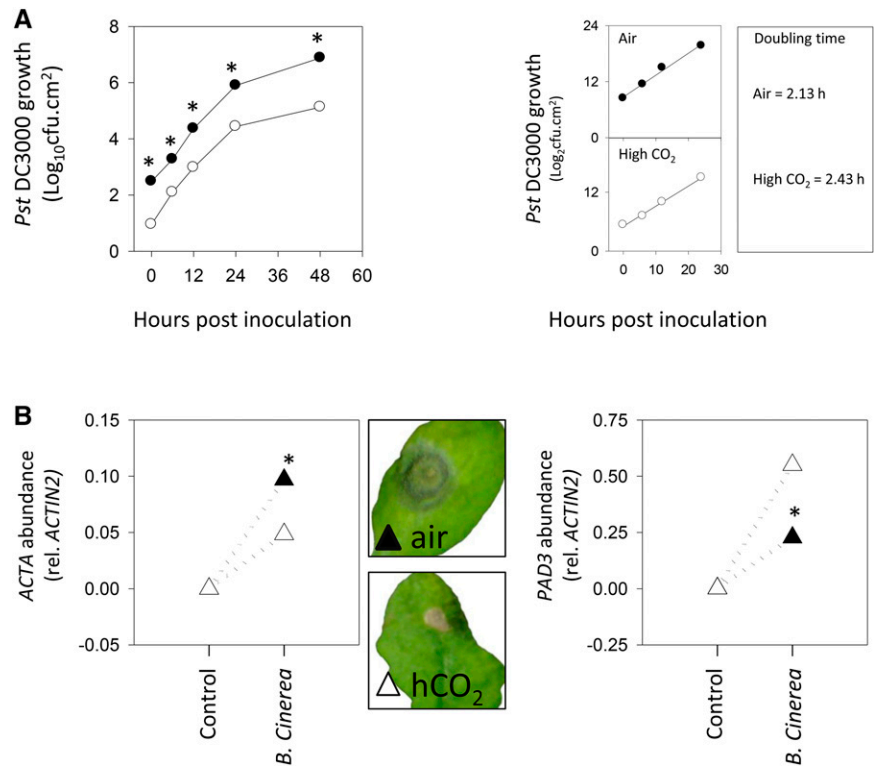 A
Pst DC3000 growth
(Log₁₀cfu.cm²)
8
6
4
2
0
* * * * *
0 12 24 36 48 60
Hours post inoculation
Pst DC3000 growth
(Log₂cfu.cm²)
24
12
0
Air
High CO₂
12
0
0 10 20 30
Hours post inoculation
Doubling time
Air = 2.13 h
High CO₂ = 2.43 h
B
ACTA abundance
(rel. ACTIN2)
0.15
0.10
0.05
0.00
-0.05
*
Control
B. Cinerea
▲ air
△ hCO₂
PAD3 abundance
(rel. ACTIN2)
0.75
0.50
0.25
0.00
-0.25
*
Control
B. Cinerea